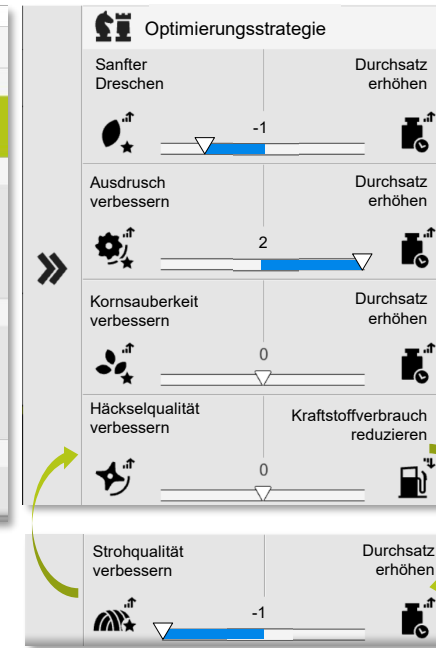 Optimierungsstrategie
Sanfter
Dreschen
Durchsatz
erhöhen
-1
Ausdrusch
verbessern
Durchsatz
erhöhen
2
Kornsauberkeit
verbessern
Durchsatz
erhöhen
0
Häckselqualität
verbessern
Kraftstoffverbrauch
reduzieren
0
Strohqualität
verbessern
Durchsatz
erhöhen
-1